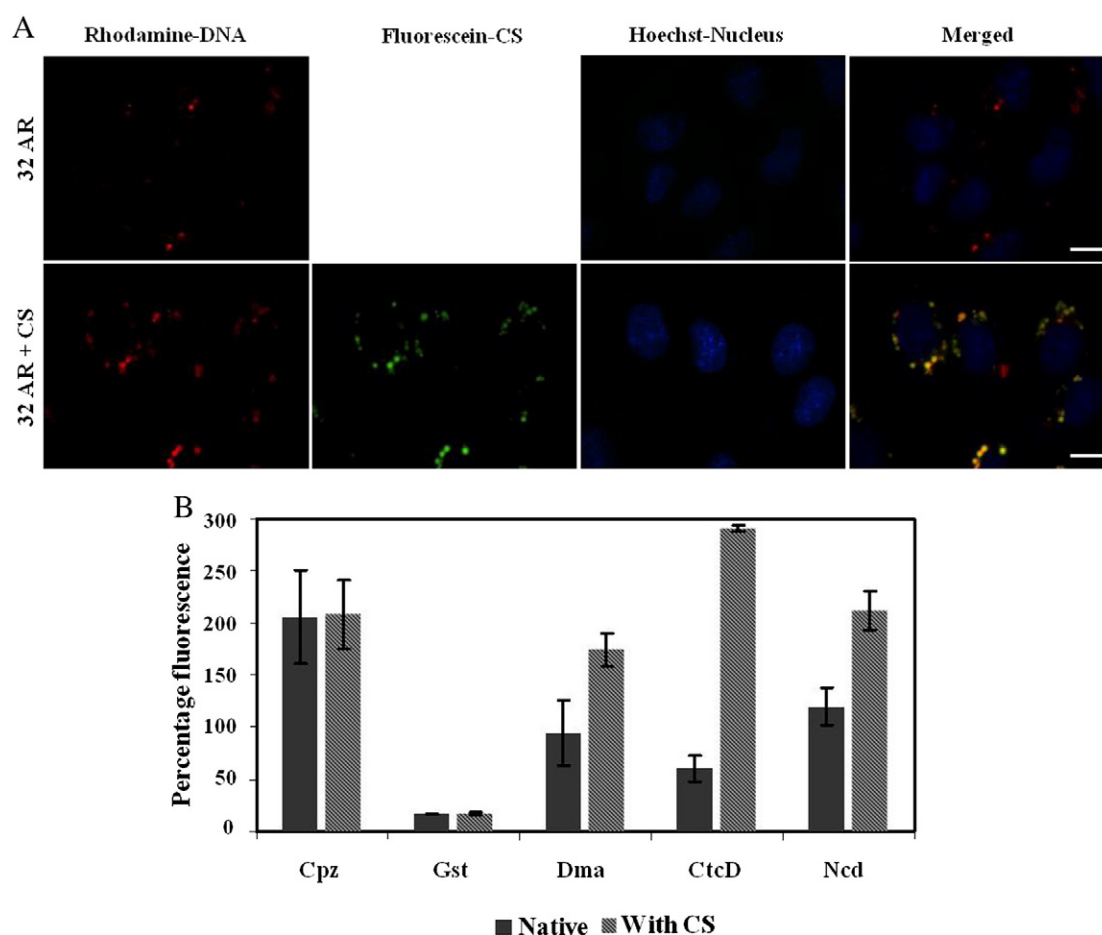 A
Rhodamine-DNA Fluorescein-CS Hoechst-Nucleus Merged
32 AR
32 AR + CS
B
Percentage fluorescence
300
250
200
150
100
50
0
Cpz Gst Dma CtcD Ncd
Native With CS